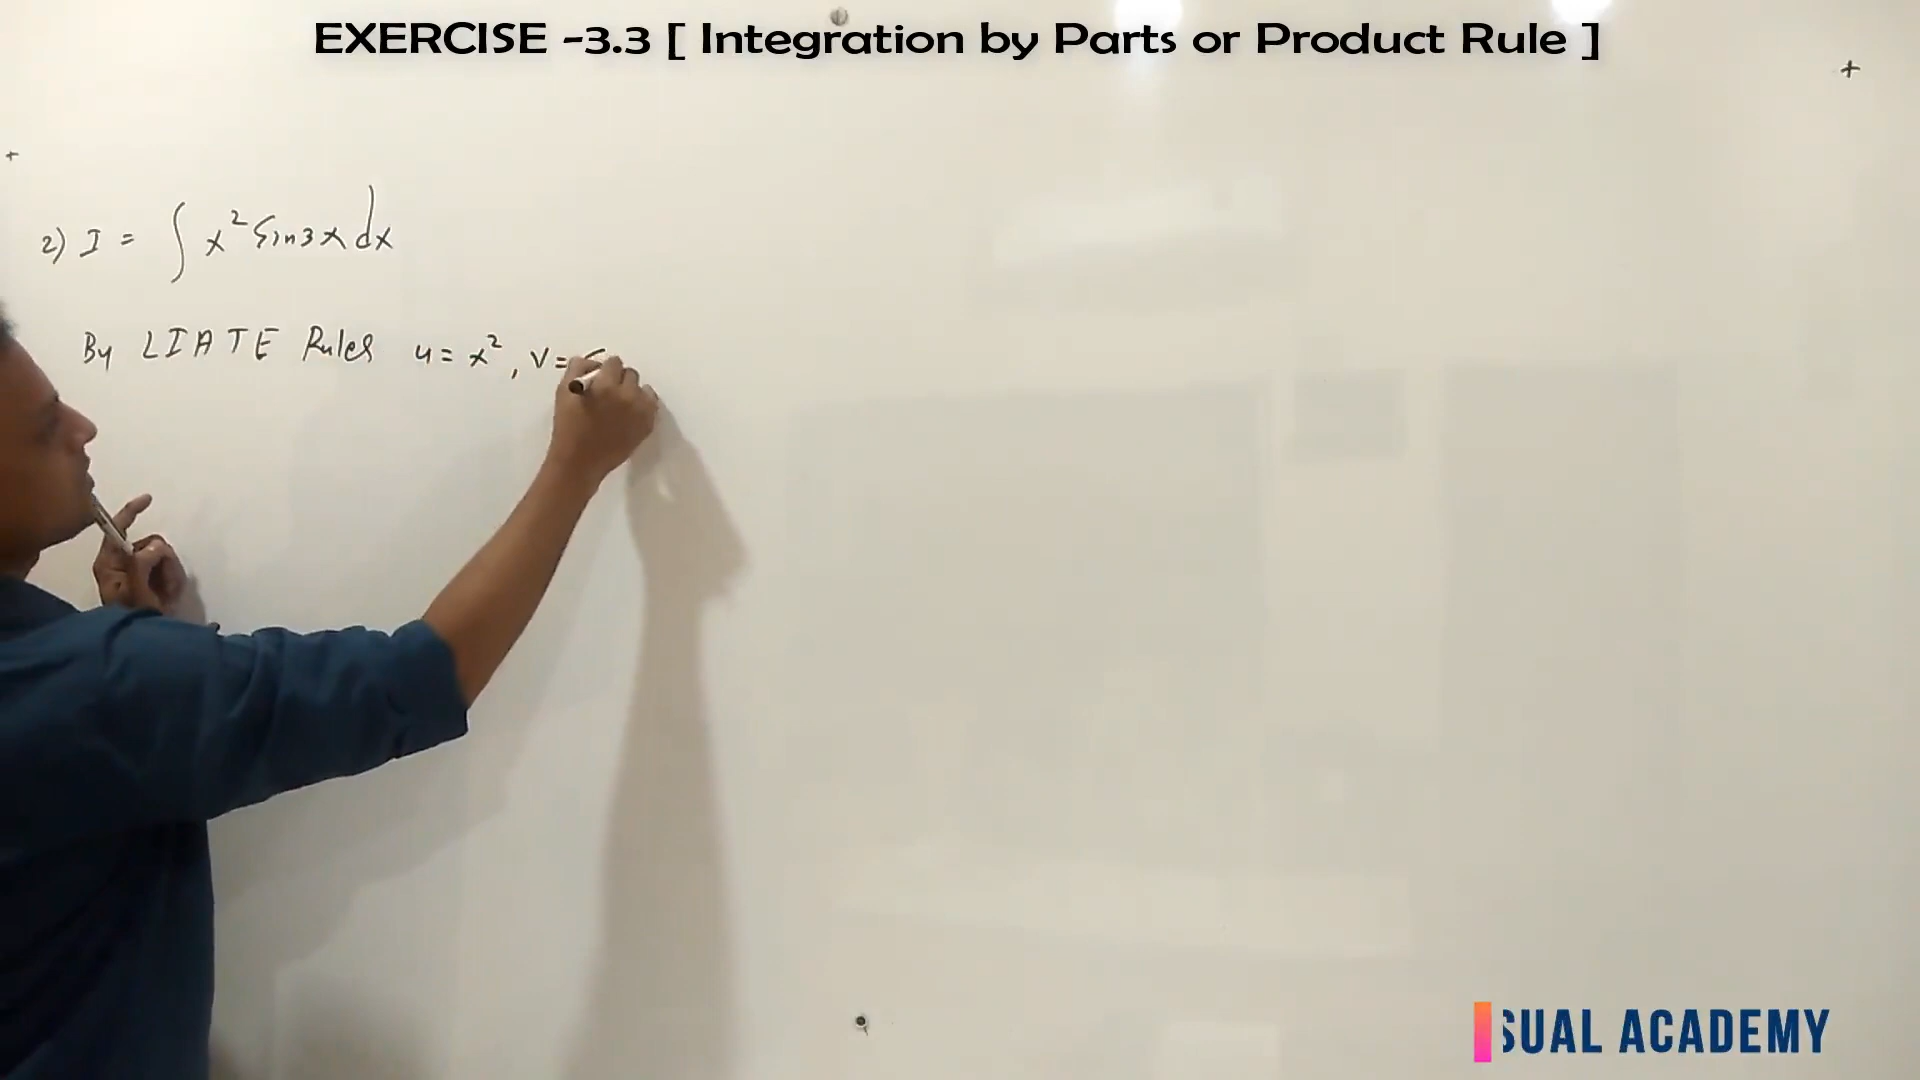 EXERCISE -3.3 [ Integration by Parts or Product Rule ]
2) I = ∫ x² sin3x dx
By LIATE Rules u = x², v =
SUAL ACADEMY